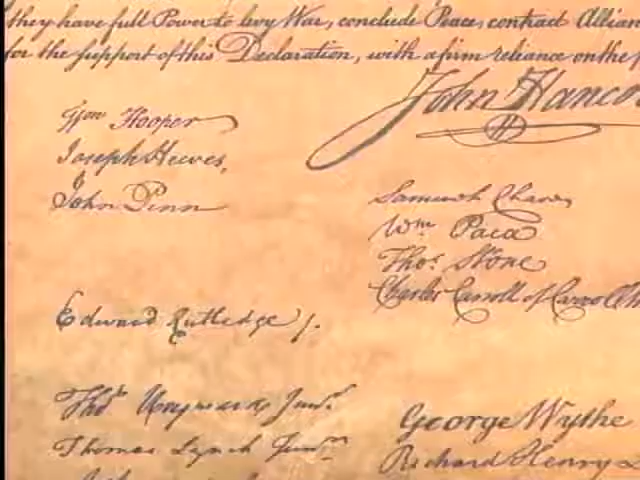 they have full Power to levy War, conclude Peace, contract Allian
for the support of this Declaration, with a firm reliance on the p
John Hanco
Wm Hooper
Joseph Hewes,
John Penn
Samuel Chase
Wm. Paca
Thos. Stone
Charles Carroll of Carroll
Edward Rutledge /.
Thos. Heyward Junr.
Thomas Lynch Junr.
George Wythe
Richard Henry L